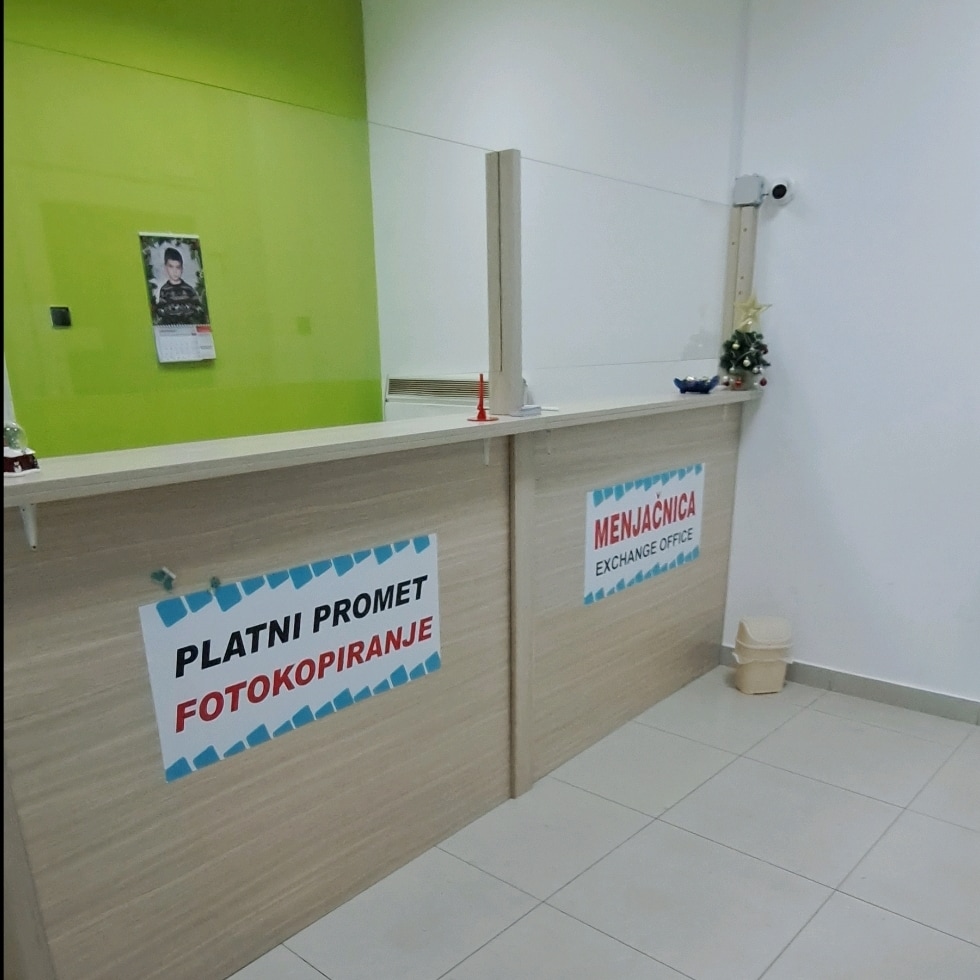 PLATNI PROMET
FOTOKOPIRANJE
MENJAČNICA
EXCHANGE OFFICE